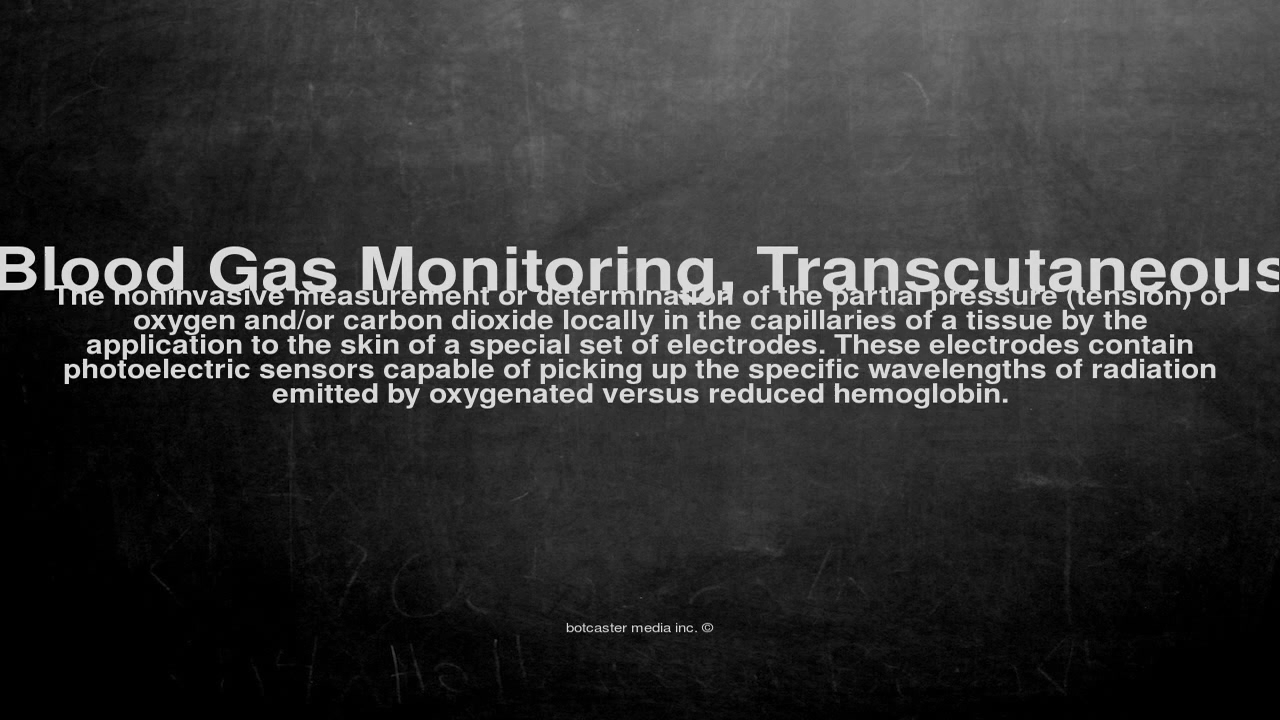 Blood Gas Monitoring, Transcutaneous
The noninvasive measurement or determination of the partial pressure (tension) of
oxygen and/or carbon dioxide locally in the capillaries of a tissue by the
application to the skin of a special set of electrodes. These electrodes contain
photoelectric sensors capable of picking up the specific wavelengths of radiation
emitted by oxygenated versus reduced hemoglobin.
botcaster media inc. ©